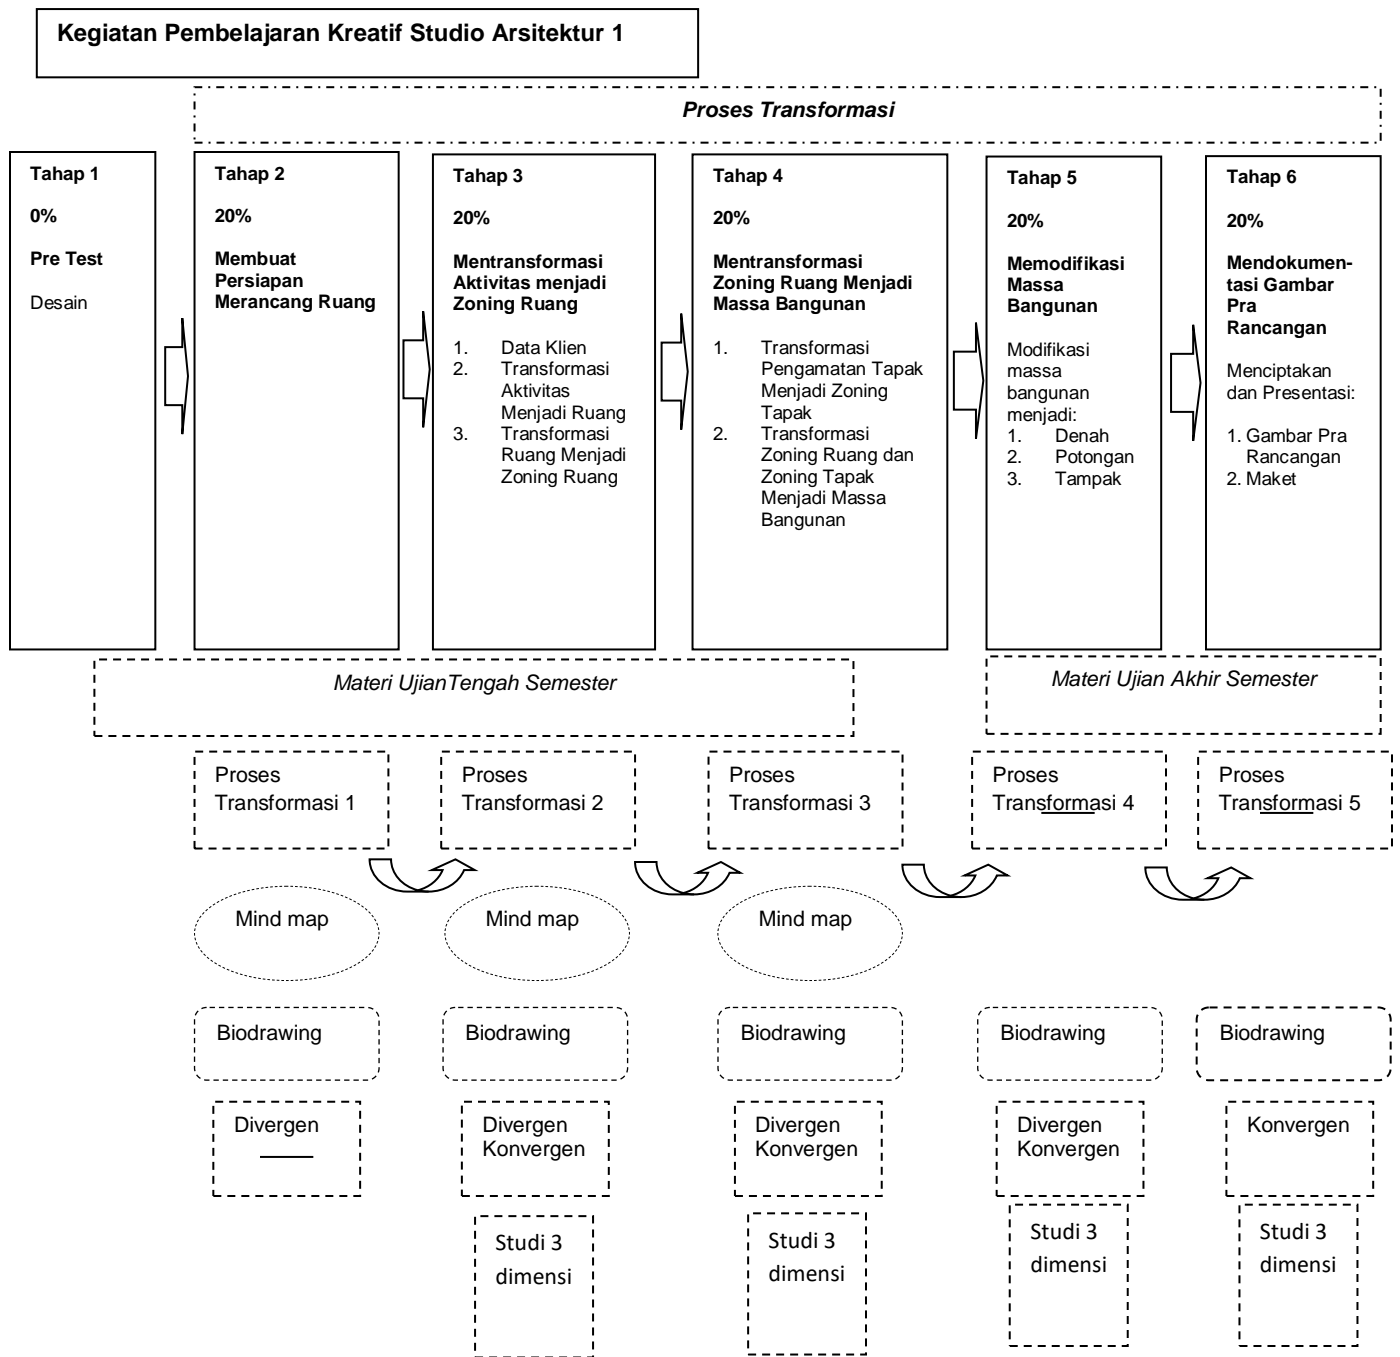 Kegiatan Pembelajaran Kreatif Studio Arsitektur 1
Proses Transformasi
Tahap 1
0%
Pre Test
Desain
Tahap 2
20%
Membuat
Persiapan
Merancang Ruang
Tahap 3
20%
Mentransformasi
Aktivitas menjadi
Zoning Ruang
1. Data Klien
2. Transformasi
Aktivitas
Menjadi Ruang
3. Transformasi
Ruang Menjadi
Zoning Ruang
Tahap 4
20%
Mentransformasi
Zoning Ruang Menjadi
Massa Bangunan
1. Transformasi
Pengamatan Tapak
Menjadi Zoning
Tapak
2. Transformasi
Zoning Ruang dan
Zoning Tapak
Menjadi Massa
Bangunan
Tahap 5
20%
Memodifikasi
Massa
Bangunan
Modifikasi
massa
bangunan
menjadi:
1. Denah
2. Potongan
3. Tampak
Tahap 6
20%
Mendokumen-
tasi Gambar
Pra
Rancangan
Menciptakan
dan Presentasi:
1. Gambar Pra
Rancangan
2. Maket
Materi UjianTengah Semester
Materi Ujian Akhir Semester
Proses
Transformasi 1
Proses
Transformasi 2
Proses
Transformasi 3
Proses
Transformasi 4
Proses
Transformasi 5
Mind map
Mind map
Mind map
Biodrawing
Biodrawing
Biodrawing
Biodrawing
Biodrawing
Divergen
Divergen
Konvergen
Divergen
Konvergen
Divergen
Konvergen
Konvergen
Studi 3
dimensi
Studi 3
dimensi
Studi 3
dimensi
Studi 3
dimensi